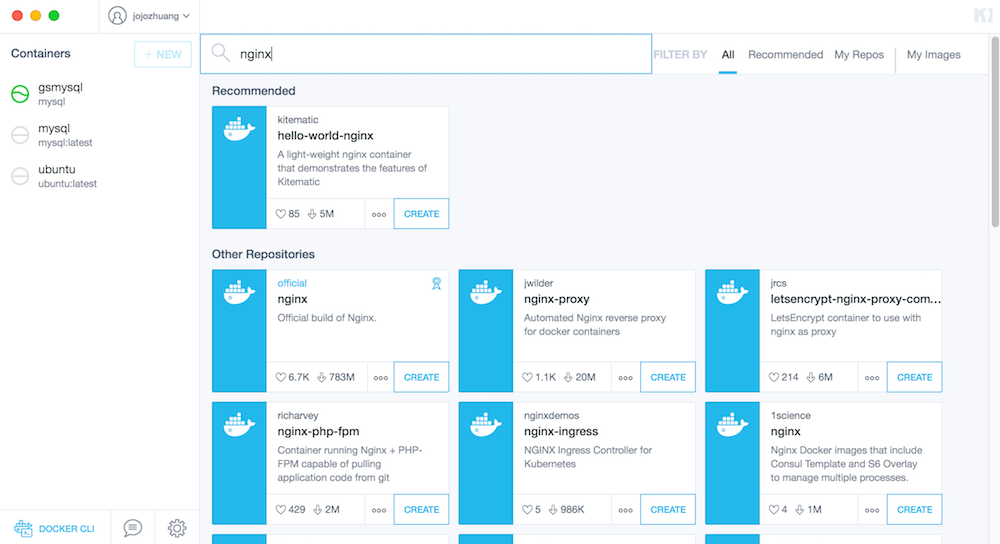 jojozhuang
Containers
+ NEW
nginx
FILTER BY
All
Recommended
My Repos
My Images
gsmysql
mysql
mysql
mysql:latest
ubuntu
ubuntu:latest
Recommended
kitematic
hello-world-nginx
A light-weight nginx container
that demonstrates the features of
Kitematic
85
5M
CREATE
Other Repositories
official
nginx
Official build of Nginx.
6.7K
783M
CREATE
jwilder
nginx-proxy
Automated Nginx reverse proxy
for docker containers
1.1K
20M
CREATE
jrcs
letsencrypt-nginx-proxy-com...
LetsEncrypt container to use with
nginx as proxy
214
6M
CREATE
richarvey
nginx-php-fpm
Container running Nginx + PHP-
FPM capable of pulling
application code from git
429
2M
CREATE
nginxdemos
nginx-ingress
NGINX Ingress Controller for
Kubernetes
5
986K
CREATE
1science
nginx
Nginx Docker images that include
Consul Template and S6 Overlay
to manage multiple processes.
4
1M
CREATE
DOCKER CLI